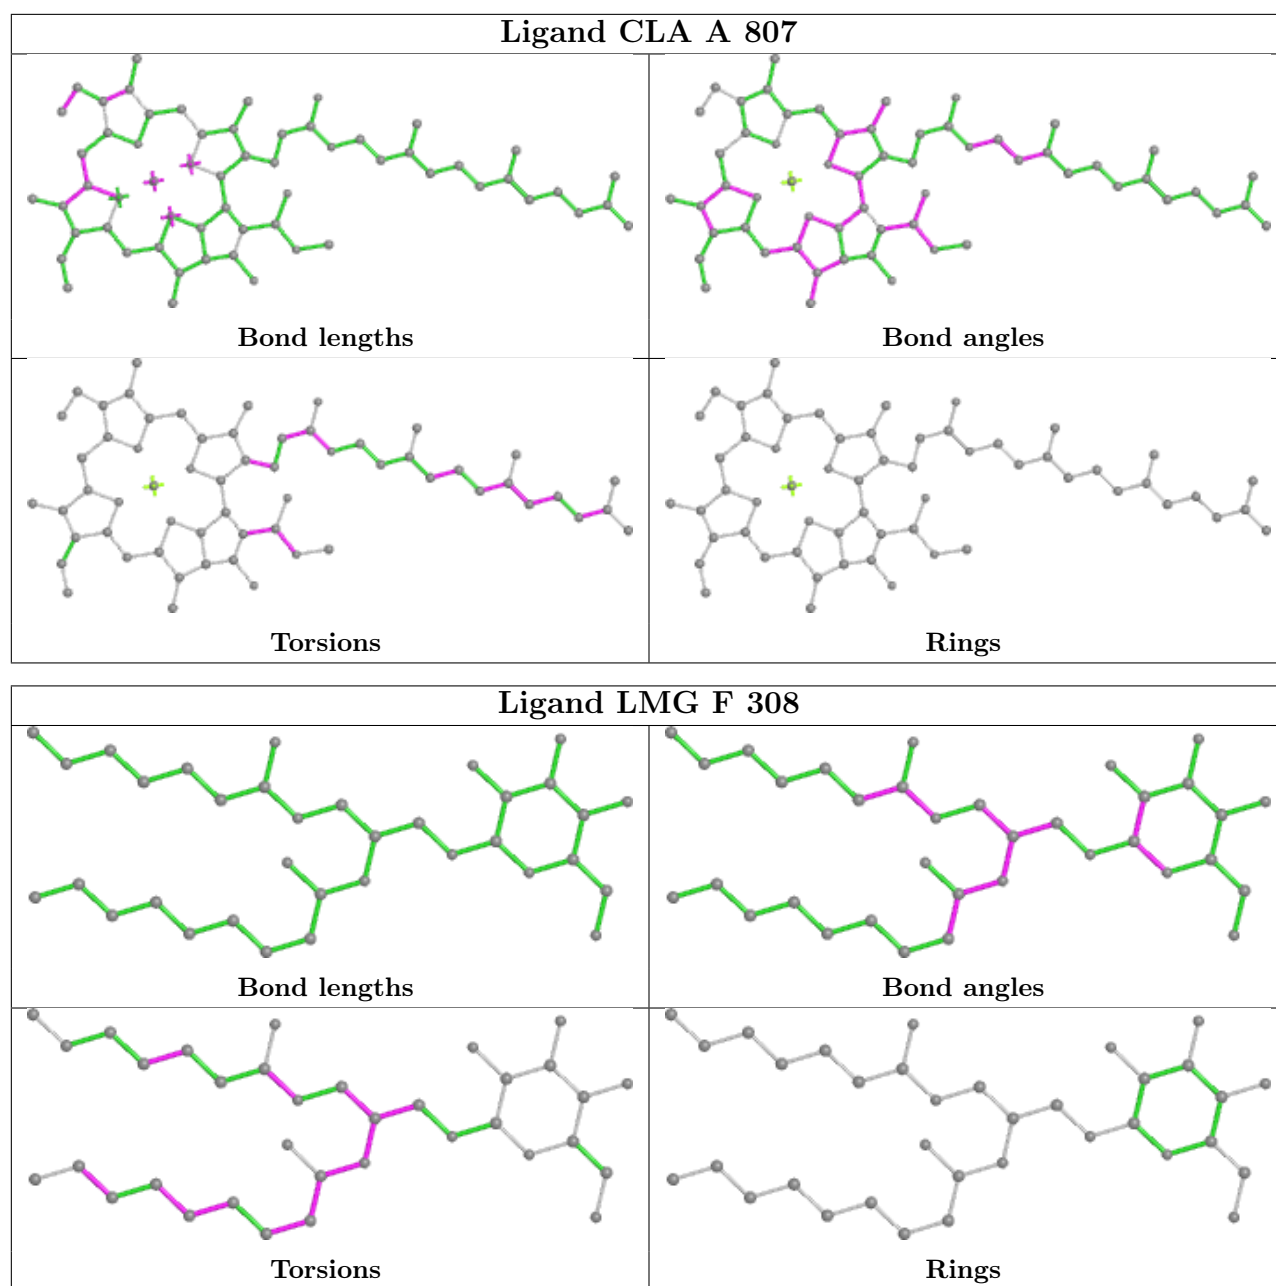 Ligand CLA A 807
Bond lengths
Bond angles
Torsions
Rings
Ligand LMG F 308
Bond lengths
Bond angles
Torsions
Rings